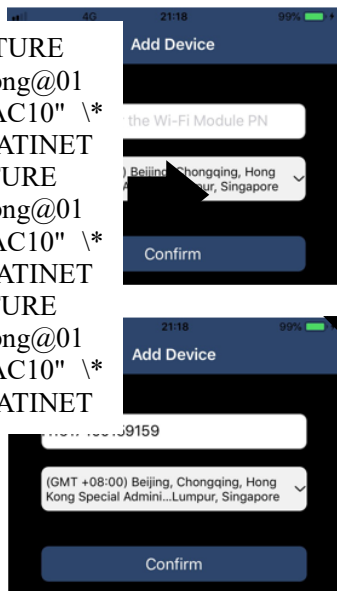 4G 21:18 99%
Add Device
the Wi-Fi Module PN
) Beijing, Chongqing, Hong
ur, Singapore
Confirm
TURE
ong@01
AC10" \*
ATINET
TURE
ong@01
AC10" \*
ATINET
TURE
ong@01
AC10" \*
ATINET
21:18 99%
Add Device
9159
(GMT +08:00) Beijing, Chongqing, Hong
Kong Special Admini...Lumpur, Singapore
Confirm